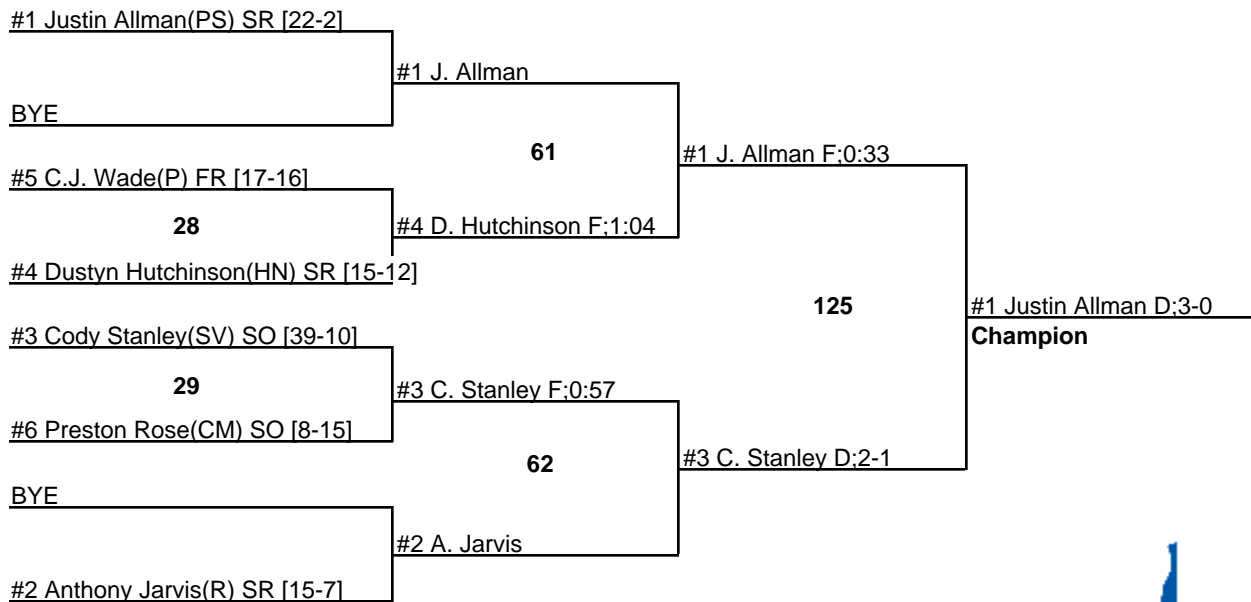 #1 Justin Allman(PS) SR [22-2]
#1 J. Allman
BYE
61
#1 J. Allman F;0:33
#5 C.J. Wade(P) FR [17-16]
28
#4 D. Hutchinson F;1:04
#4 Dustyn Hutchinson(HN) SR [15-12]
125
#1 Justin Allman D;3-0
Champion
#3 Cody Stanley(SV) SO [39-10]
29
#3 C. Stanley F;0:57
#6 Preston Rose(CM) SO [8-15]
62
#3 C. Stanley D;2-1
BYE
#2 A. Jarvis
#2 Anthony Jarvis(R) SR [15-7]